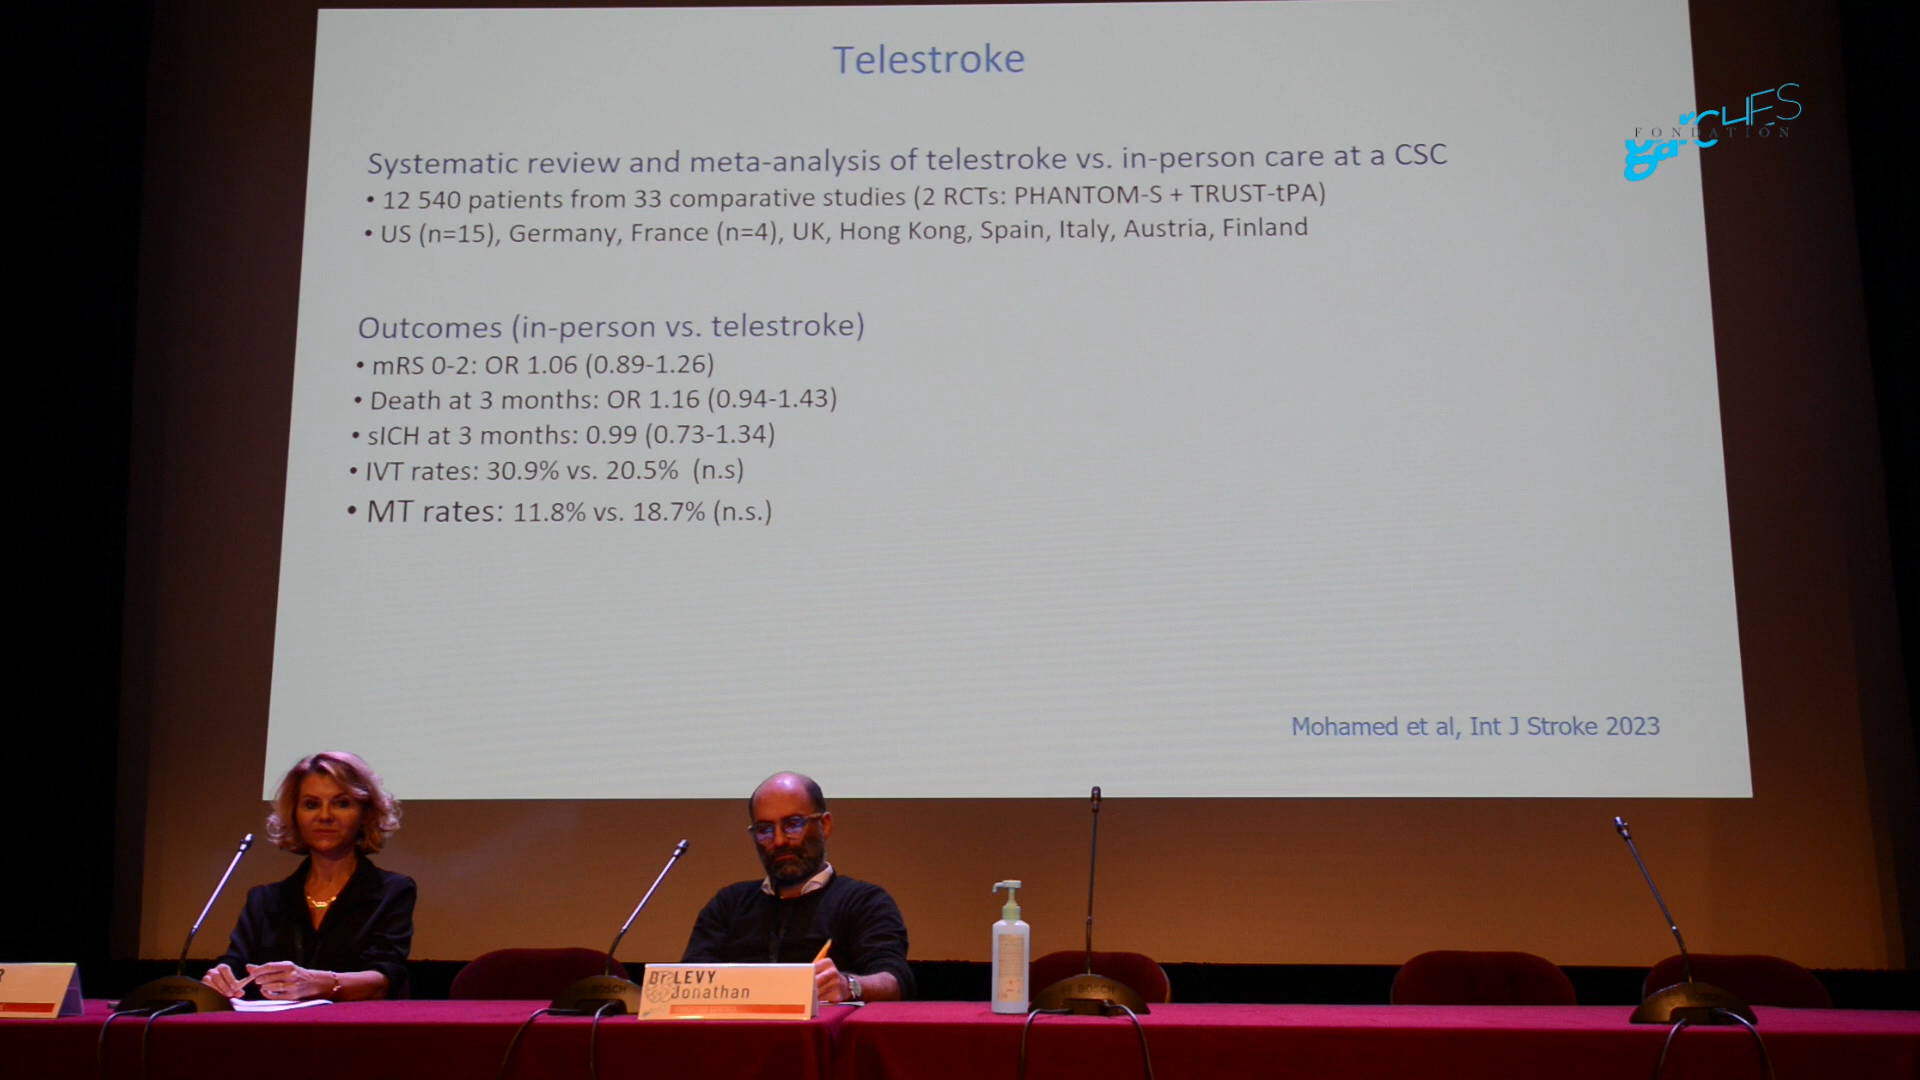 Telestroke
Systematic review and meta-analysis of telestroke vs. in-person care at a CSC
• 12 540 patients from 33 comparative studies (2 RCTs: PHANTOM-S + TRUST-tPA)
• US (n=15), Germany, France (n=4), UK, Hong Kong, Spain, Italy, Austria, Finland
Outcomes (in-person vs. telestroke)
• mRS 0-2: OR 1.06 (0.89-1.26)
• Death at 3 months: OR 1.16 (0.94-1.43)
• sICH at 3 months: 0.99 (0.73-1.34)
• IVT rates: 30.9% vs. 20.5% (n.s)
• MT rates: 11.8% vs. 18.7% (n.s.)
Mohamed et al, Int J Stroke 2023
garCHES
FONDATION
R
Dr LEVY
Jonathan
BOSCH
BOSCH
BOSCH